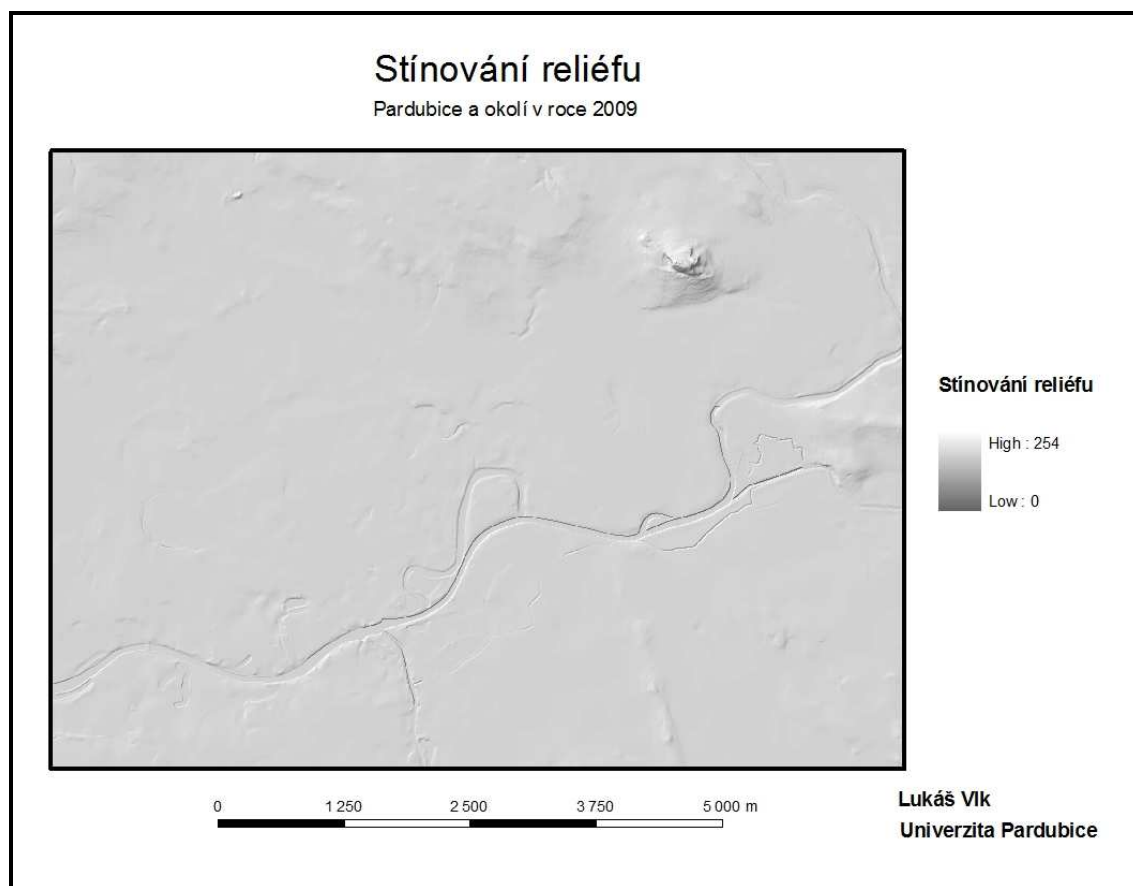 Stínování reliéfu
Pardubice a okolí v roce 2009
Stínování reliéfu
High : 254
Low : 0
0 1 250 2 500 3 750 5 000 m
Lukáš Vlk
Univerzita Pardubice